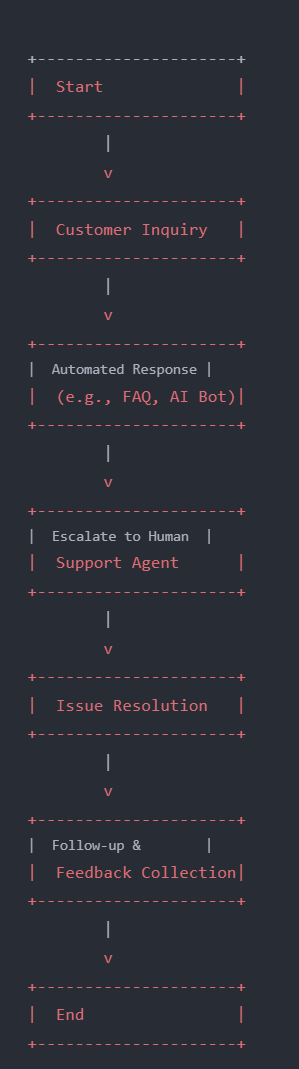 +---------------------+
|  Start              |
+---------------------+
        |
        v
+---------------------+
|  Customer Inquiry   |
+---------------------+
        |
        v
+---------------------+
|  Automated Response |
|  (e.g., FAQ, AI Bot)|
+---------------------+
        |
        v
+---------------------+
|  Escalate to Human  |
|  Support Agent      |
+---------------------+
        |
        v
+---------------------+
|  Issue Resolution   |
+---------------------+
        |
        v
+---------------------+
|  Follow-up &        |
|  Feedback Collection|
+---------------------+
        |
        v
+---------------------+
|  End                |
+---------------------+